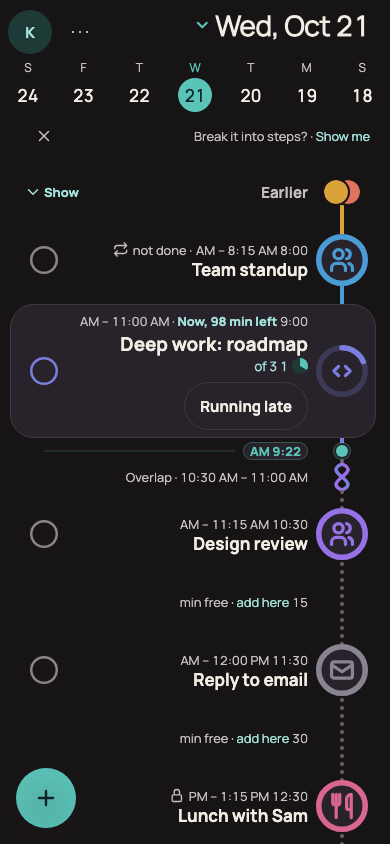 K
...
Wed, Oct 21
S F T W T M S
24 23 22 21 20 19 18
Break it into steps? · Show me
Show
Earlier
not done · AM – 8:15 AM 8:00
Team standup
AM – 11:00 AM · Now, 98 min left 9:00
Deep work: roadmap
of 3 1
Running late
AM 9:22
Overlap · 10:30 AM – 11:00 AM
AM – 11:15 AM 10:30
Design review
min free · add here 15
AM – 12:00 PM 11:30
Reply to email
min free · add here 30
PM – 1:15 PM 12:30
Lunch with Sam